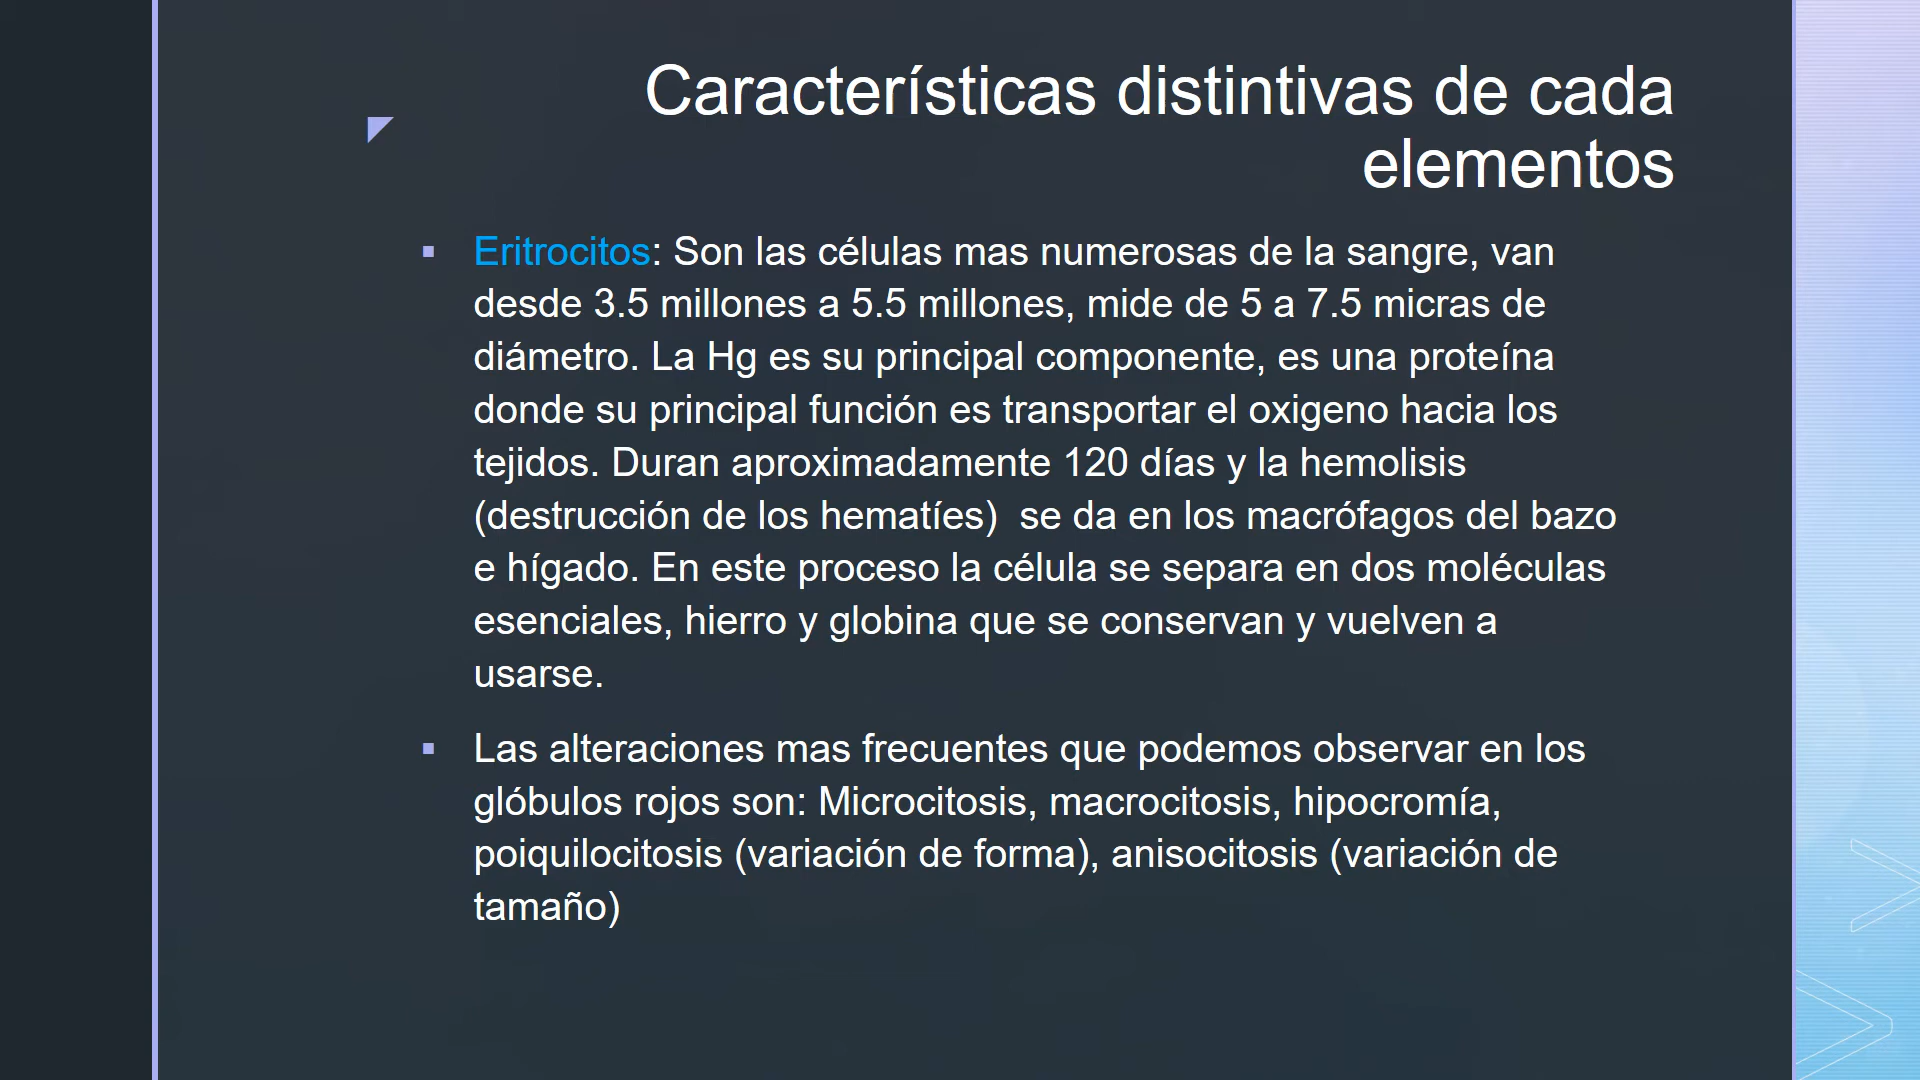 Características distintivas de cada
elementos
▪ Eritrocitos: Son las células mas numerosas de la sangre, van
desde 3.5 millones a 5.5 millones, mide de 5 a 7.5 micras de
diámetro. La Hg es su principal componente, es una proteína
donde su principal función es transportar el oxigeno hacia los
tejidos. Duran aproximadamente 120 días y la hemolisis
(destrucción de los hematíes)  se da en los macrófagos del bazo
e hígado. En este proceso la célula se separa en dos moléculas
esenciales, hierro y globina que se conservan y vuelven a
usarse.
▪ Las alteraciones mas frecuentes que podemos observar en los
glóbulos rojos son: Microcitosis, macrocitosis, hipocromía,
poiquilocitosis (variación de forma), anisocitosis (variación de
tamaño)